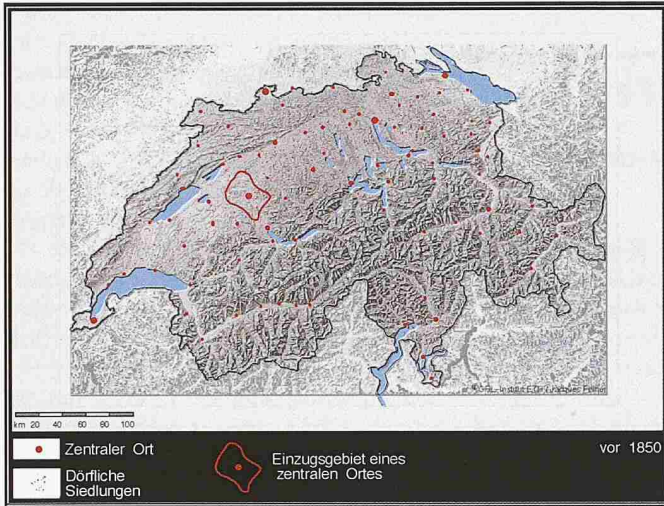 km 20 40 60 80 100
Zentraler Ort
Dörfliche
Siedlungen
Einzugsgebiet eines
zentralen Ortes
vor 1850